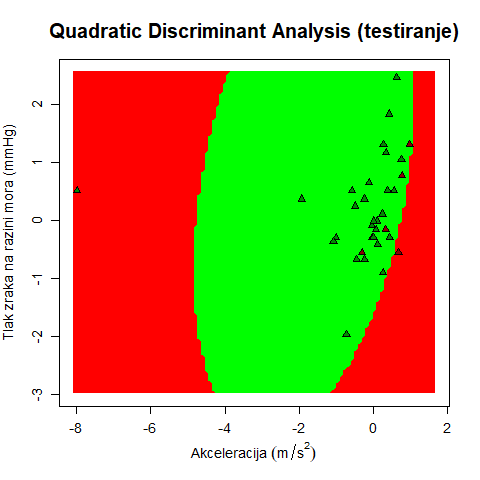 Quadratic Discriminant Analysis (testiranje)
Tlak zraka na razini mora (mmHg)
2
1
0
-1
-2
-3
-8 -6 -4 -2 0 2
Akceleracija (m/s²)